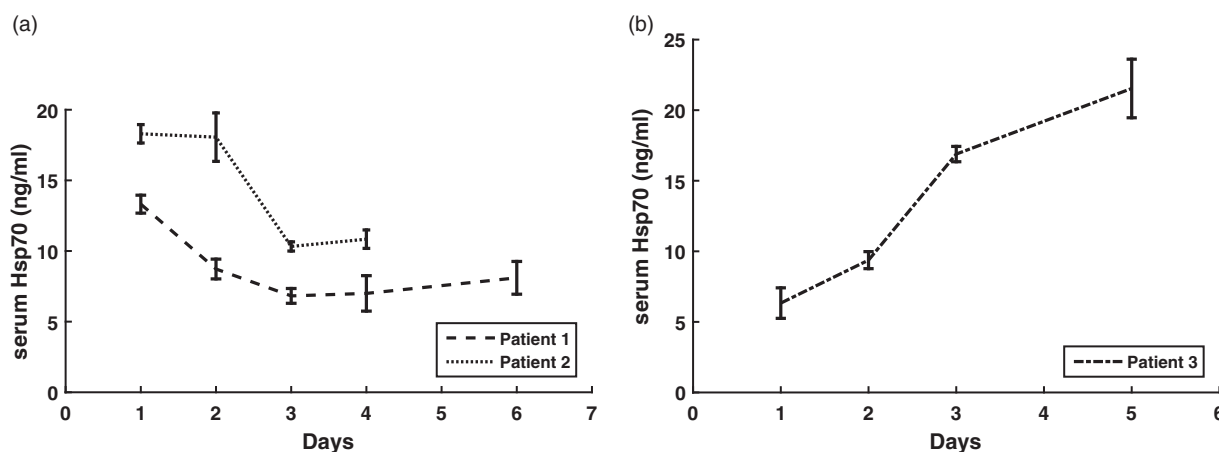 (a)
serum Hsp70 (ng/ml)
20
15
10
5
0
0 1 2 3 4 5 6 7
Days
Patient 1
Patient 2
(b)
serum Hsp70 (ng/ml)
25
20
15
10
5
0
0 1 2 3 4 5 6
Days
Patient 3